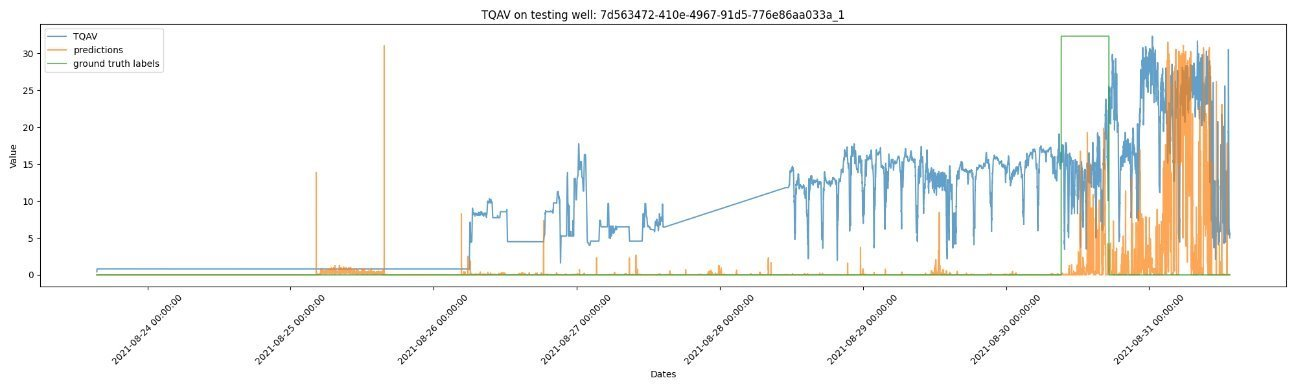 TQAV on testing well: 7d563472-410e-4967-91d5-776e86aa033a_1
TQAV
predictions
ground truth labels
Value
30
25
20
15
10
5
0
2021-08-24 00:00:00
2021-08-25 00:00:00
2021-08-26 00:00:00
2021-08-27 00:00:00
2021-08-28 00:00:00
2021-08-29 00:00:00
2021-08-30 00:00:00
2021-08-31 00:00:00
Dates